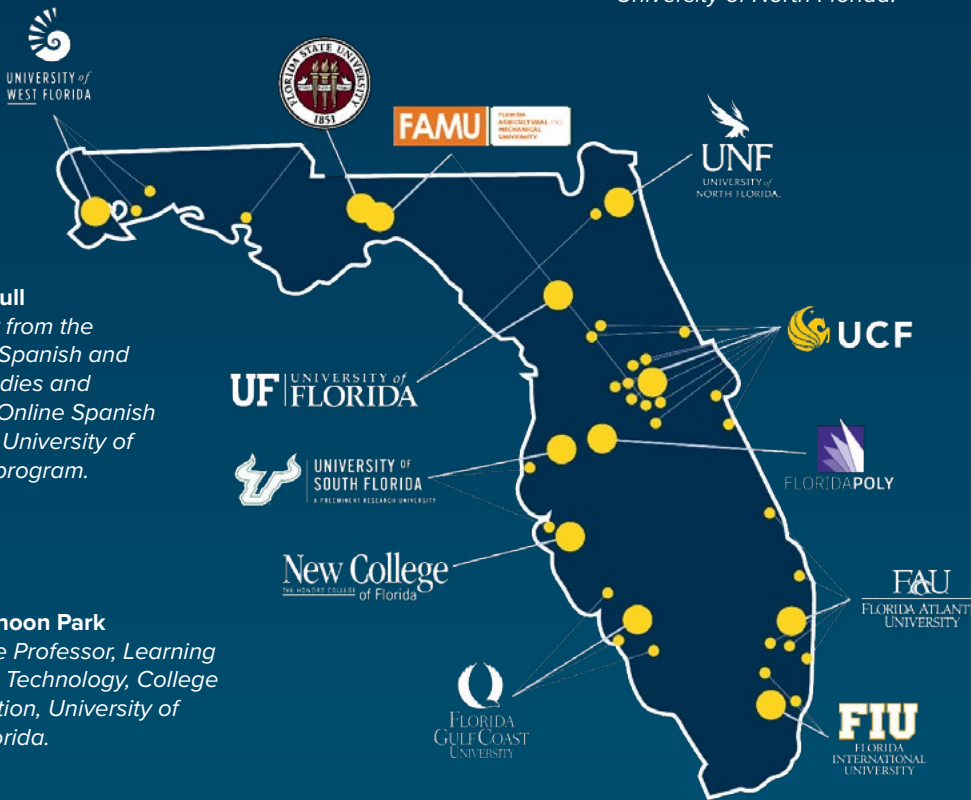 University of North Florida.
UNIVERSITY of
WEST FLORIDA
FLORIDA STATE UNIVERSITY
1851
FAMU
FLORIDA
AGRICULTURAL AND
MECHANICAL
UNIVERSITY
UNF
UNIVERSITY of
NORTH FLORIDA.
ull
from the
Spanish and
dies and
Online Spanish
University of
program.
UCF
UF UNIVERSITY of
FLORIDA
UNIVERSITY OF
SOUTH FLORIDA
A PREEMINENT RESEARCH UNIVERSITY
FLORIDAPOLY
New College
THE HONORS COLLEGE of Florida
FAU
FLORIDA ATLANT
UNIVERSITY
noon Park
e Professor, Learning
Technology, College
tion, University of
orida.
FLORIDA
GULF COAST
UNIVERSITY
FIU
FLORIDA
INTERNATIONAL
UNIVERSITY